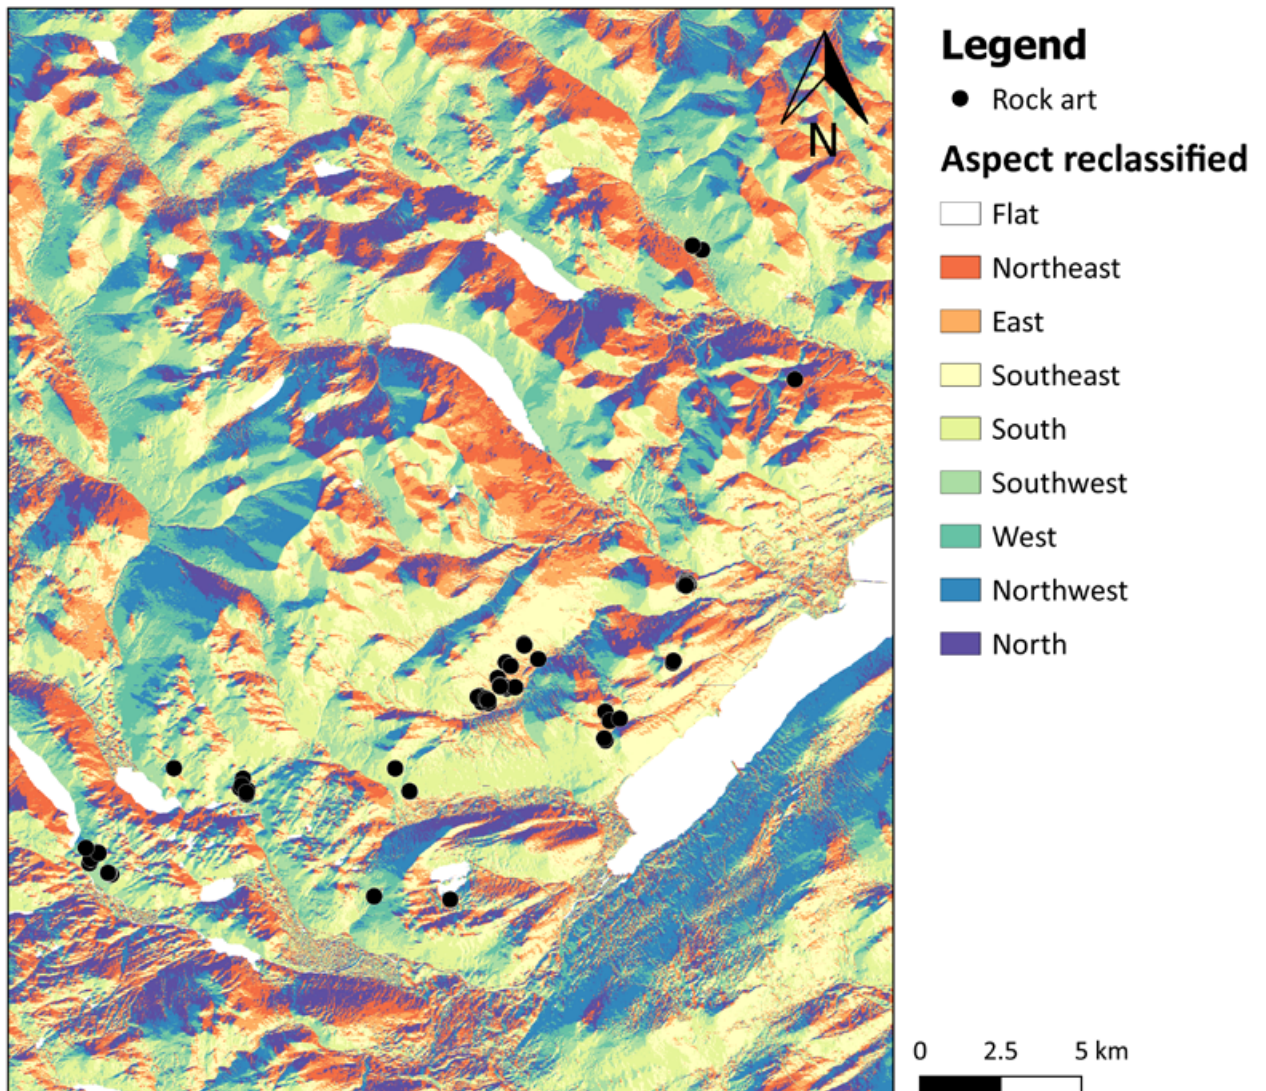 N
Legend
Rock art
Aspect reclassified
Flat
Northeast
East
Southeast
South
Southwest
West
Northwest
North
0 2.5 5 km